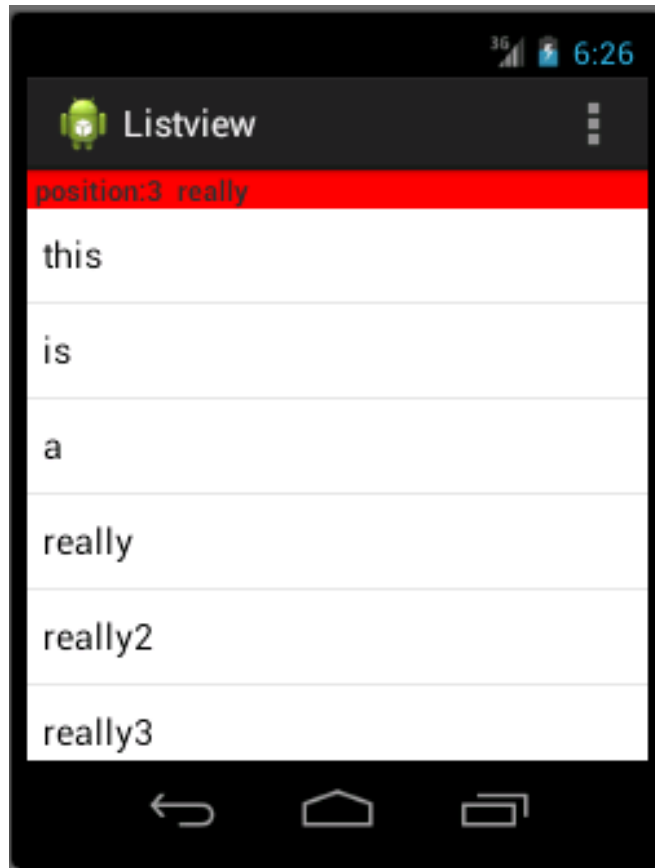 3G 6:26
Listview
position:3 really
this
is
a
really
really2
really3